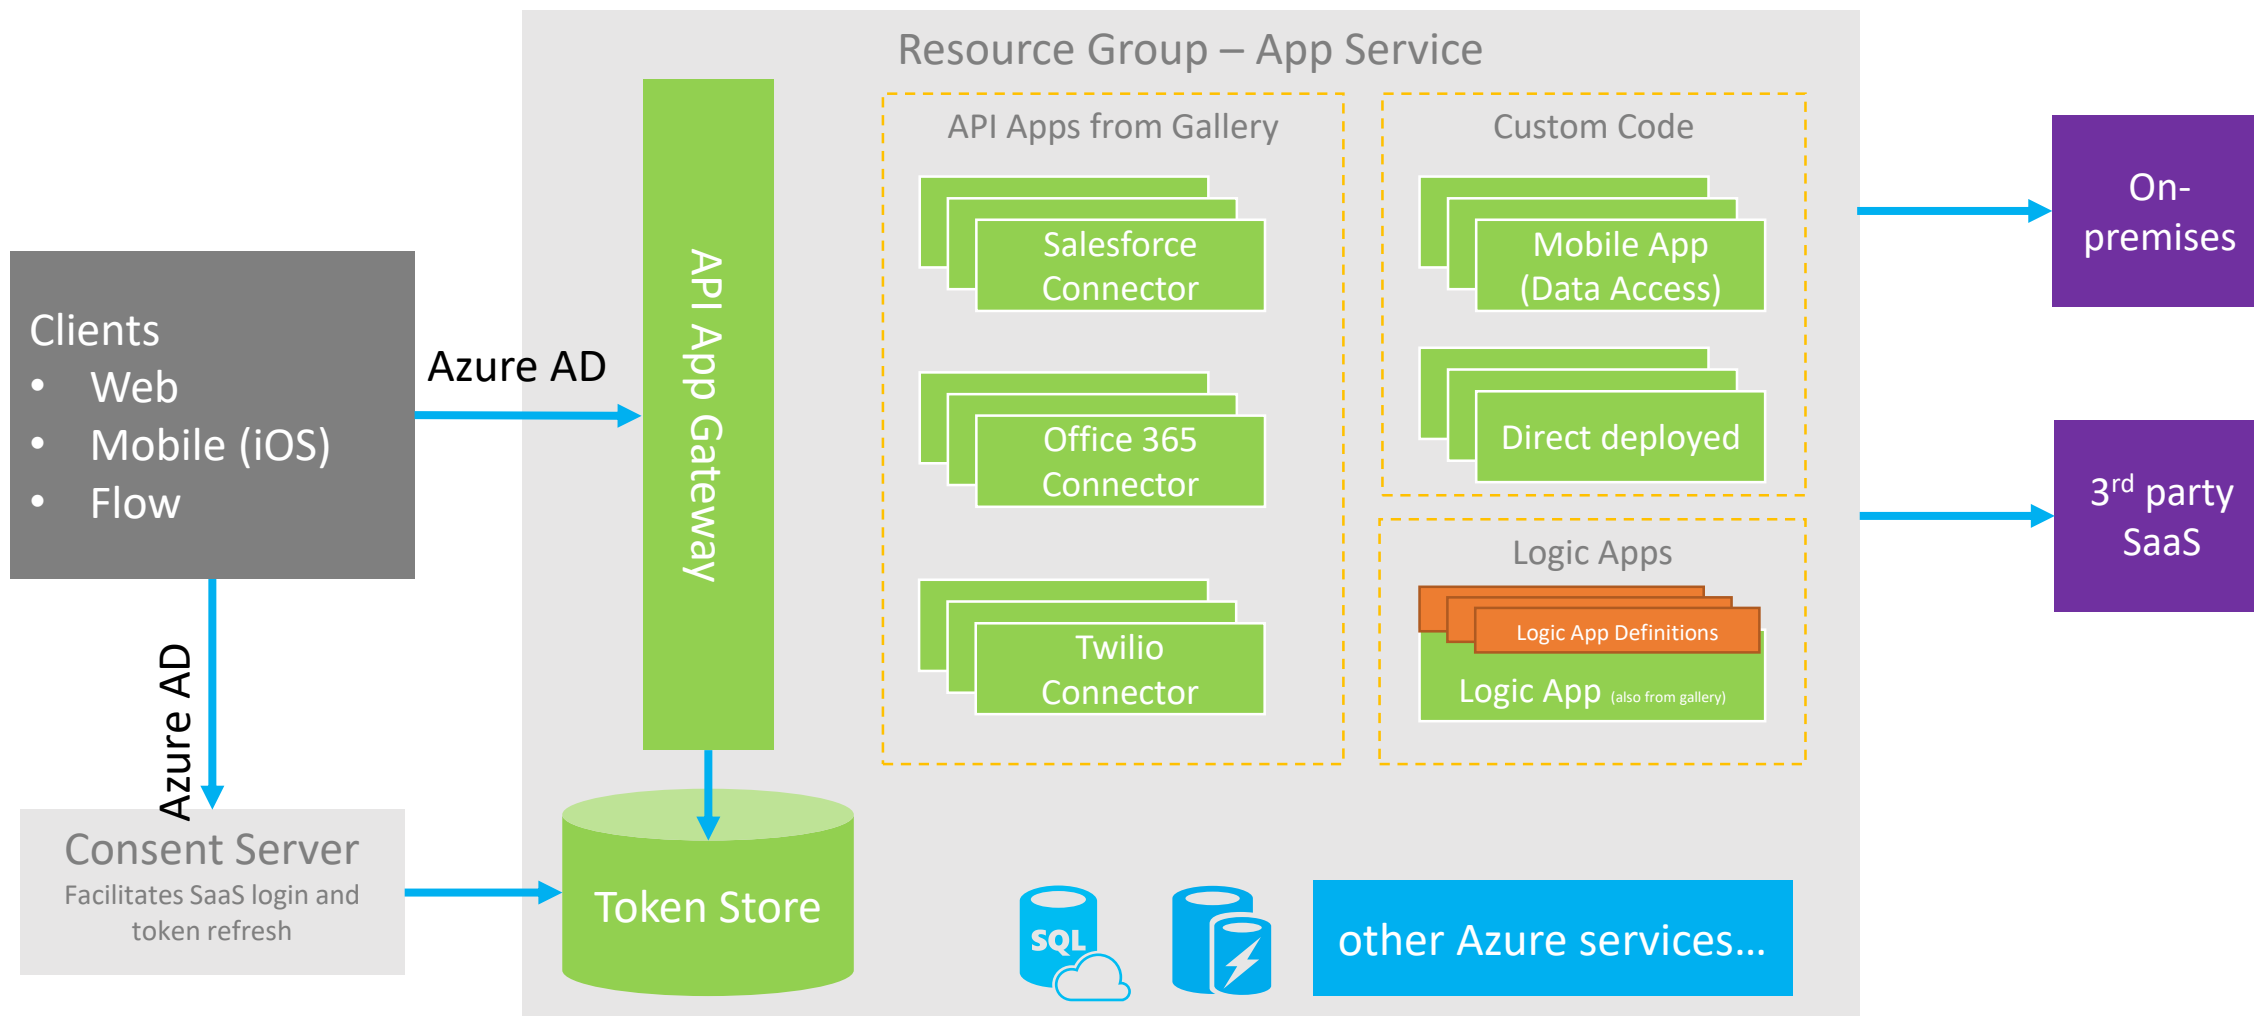 Resource Group – App Service
Clients
• Web
• Mobile (iOS)
• Flow
Azure AD
Azure AD
Consent Server
Facilitates SaaS login and
token refresh
API App Gateway
Token Store
API Apps from Gallery
Salesforce
Connector
Office 365
Connector
Twilio
Connector
Custom Code
Mobile App
(Data Access)
Direct deployed
Logic Apps
Logic App Definitions
Logic App (also from gallery)
SQL
other Azure services...
On-
premises
3rd party
SaaS